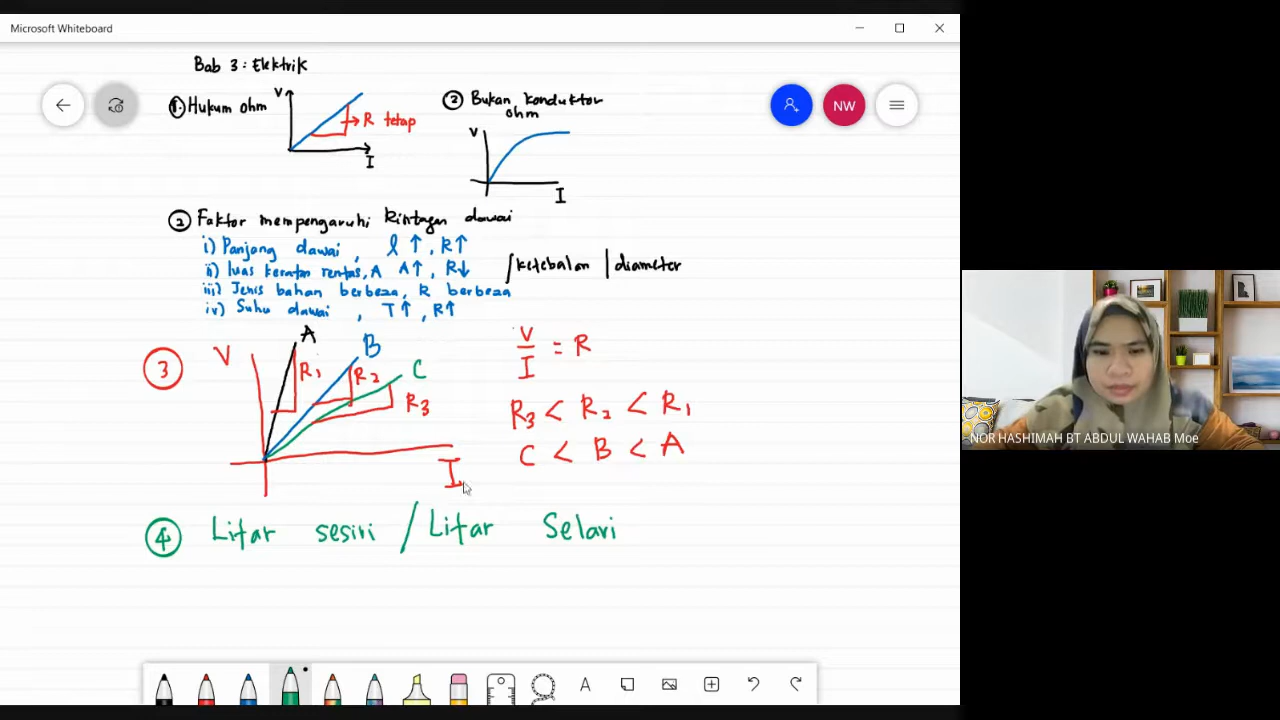 Microsoft Whiteboard
Bab 3 : Elektrik
① Hukum ohm
V
R tetap
I
② Bukan konduktor
ohm
V
I
NW
② Faktor mempengaruhi Rintangan dawai
i) Panjang dawai, l ↑, R↑
ii) luas keratan rentas, A A↑, R↓
/ketebalan | diameter
iii) Jenis bahan berbeza, R berbeza
iv) Suhu dawai, T↑, R↑
③
V
A
B
C
R₁
R₂
R₃
I
V/I = R
R₃ < R₂ < R₁
C < B < A
④ Litar sesiri / Litar Selari
NOR HASHIMAH BT ABDUL WAHAB Moe
A